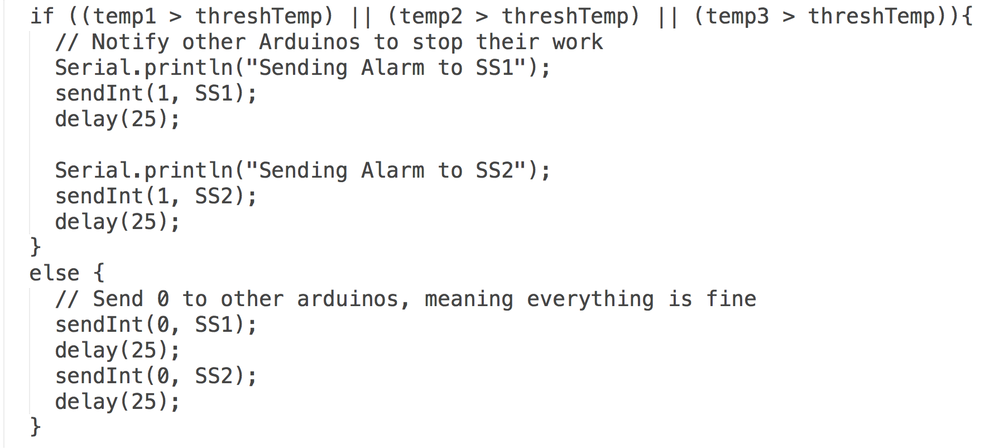 if ((temp1 > threshTemp) || (temp2 > threshTemp) || (temp3 > threshTemp)){
  // Notify other Arduinos to stop their work
  Serial.println("Sending Alarm to SS1");
  sendInt(1, SS1);
  delay(25);

  Serial.println("Sending Alarm to SS2");
  sendInt(1, SS2);
  delay(25);
}
else {
  // Send 0 to other arduinos, meaning everything is fine
  sendInt(0, SS1);
  delay(25);
  sendInt(0, SS2);
  delay(25);
}